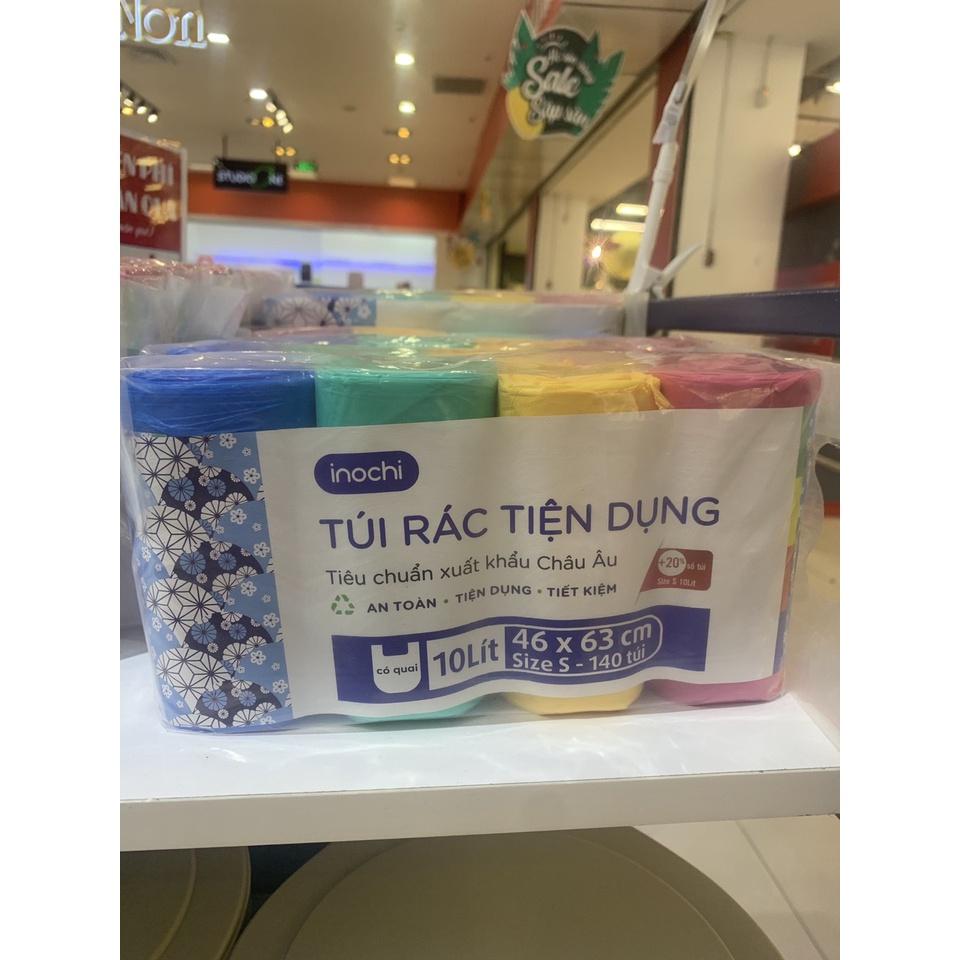 Sale
STUDIO
inochi
TÚI RÁC TIỆN DỤNG
Tiêu chuẩn xuất khẩu Châu Âu
+20% số túi
Size S 10Lít
AN TOÀN • TIỆN DỤNG • TIẾT KIỆM
có quai
10Lít
46 x 63 cm
Size S - 140 túi